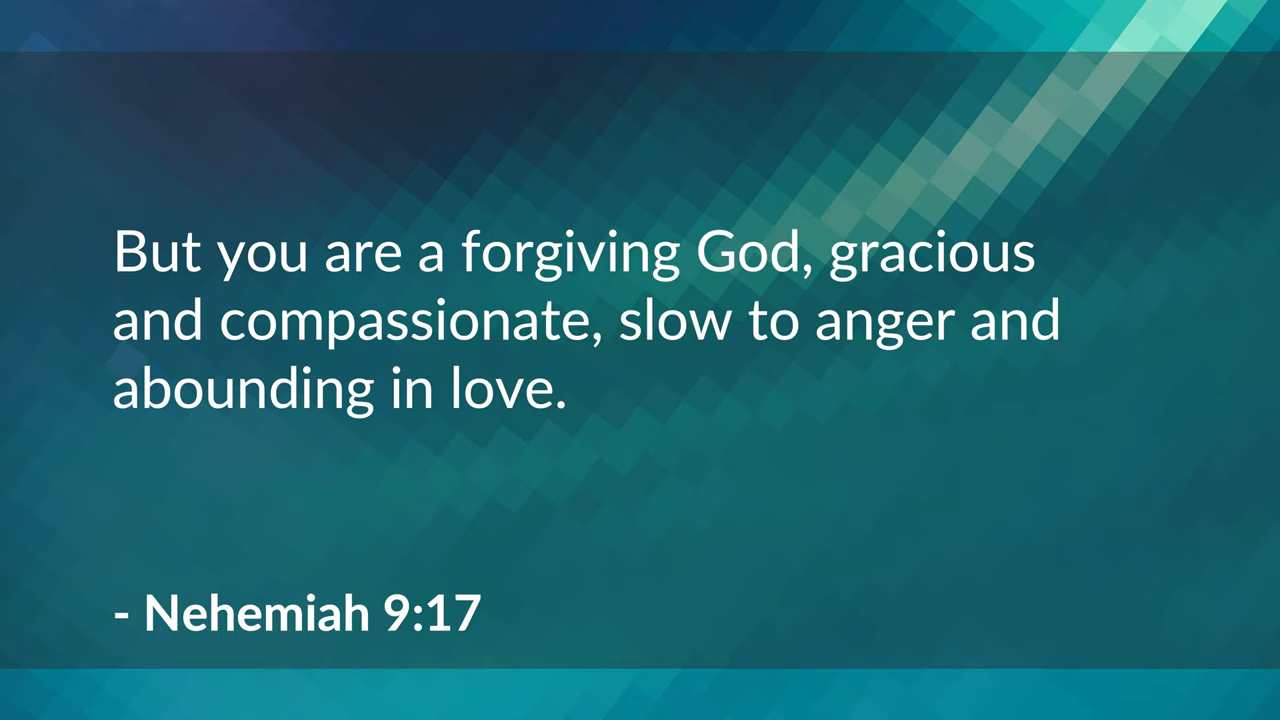 But you are a forgiving God, gracious
and compassionate, slow to anger and
abounding in love.
- Nehemiah 9:17